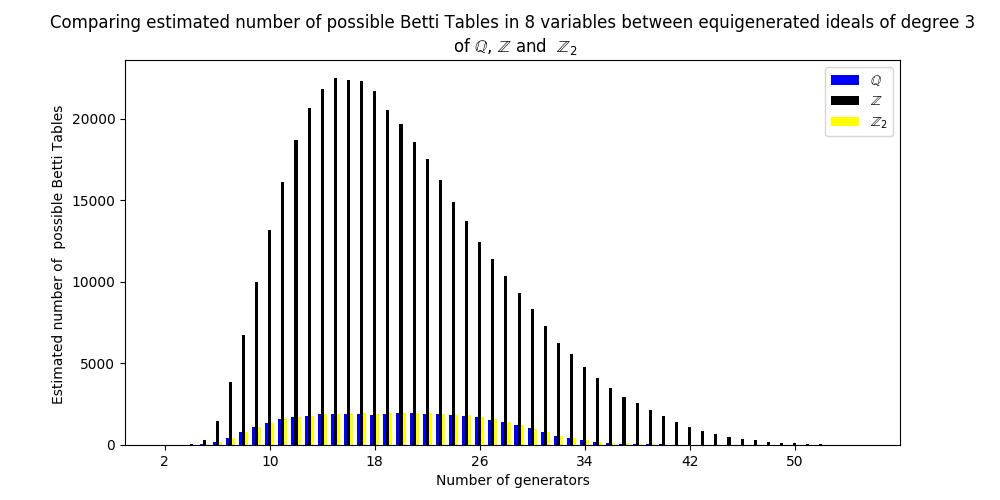 Comparing estimated number of possible Betti Tables in 8 variables between equigenerated ideals of degree 3
of ℚ, ℤ and ℤ₂
ℚ
ℤ
ℤ₂
Estimated number of possible Betti Tables
20000
15000
10000
5000
0
2 10 18 26 34 42 50
Number of generators